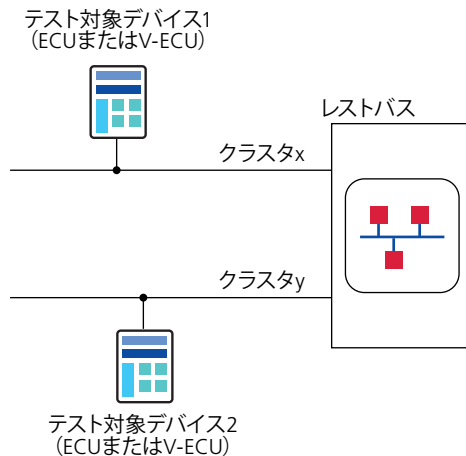 テスト対象デバイス1
（ECUまたはV-ECU）
レストバス
クラスタx
クラスタy
テスト対象デバイス2
（ECUまたはV-ECU）